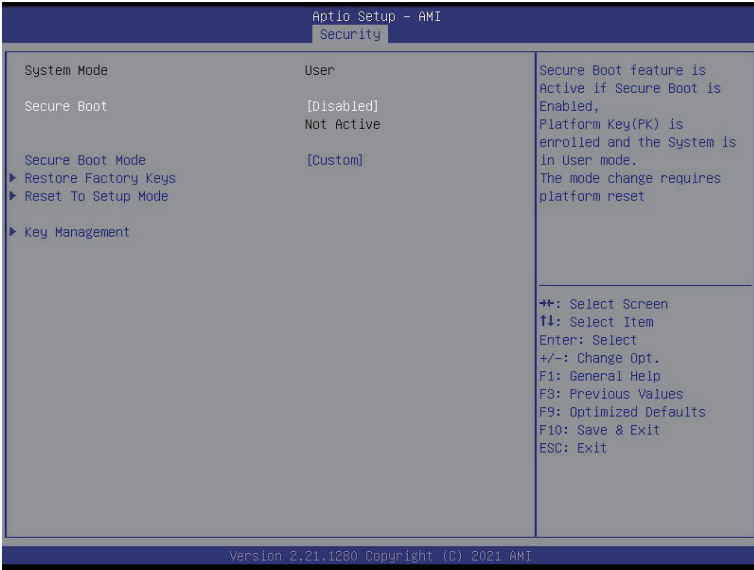 Aptio Setup – AMI
Security
System Mode User
Secure Boot [Disabled]
Not Active
Secure Boot Mode [Custom]
▶ Restore Factory Keys
▶ Reset To Setup Mode
▶ Key Management
Secure Boot feature is
Active if Secure Boot is
Enabled,
Platform Key(PK) is
enrolled and the System is
in User mode.
The mode change requires
platform reset
→←: Select Screen
↑↓: Select Item
Enter: Select
+/-: Change Opt.
F1: General Help
F3: Previous Values
F9: Optimized Defaults
F10: Save & Exit
ESC: Exit
Version 2.21.1280 Copyright (C) 2021 AMI